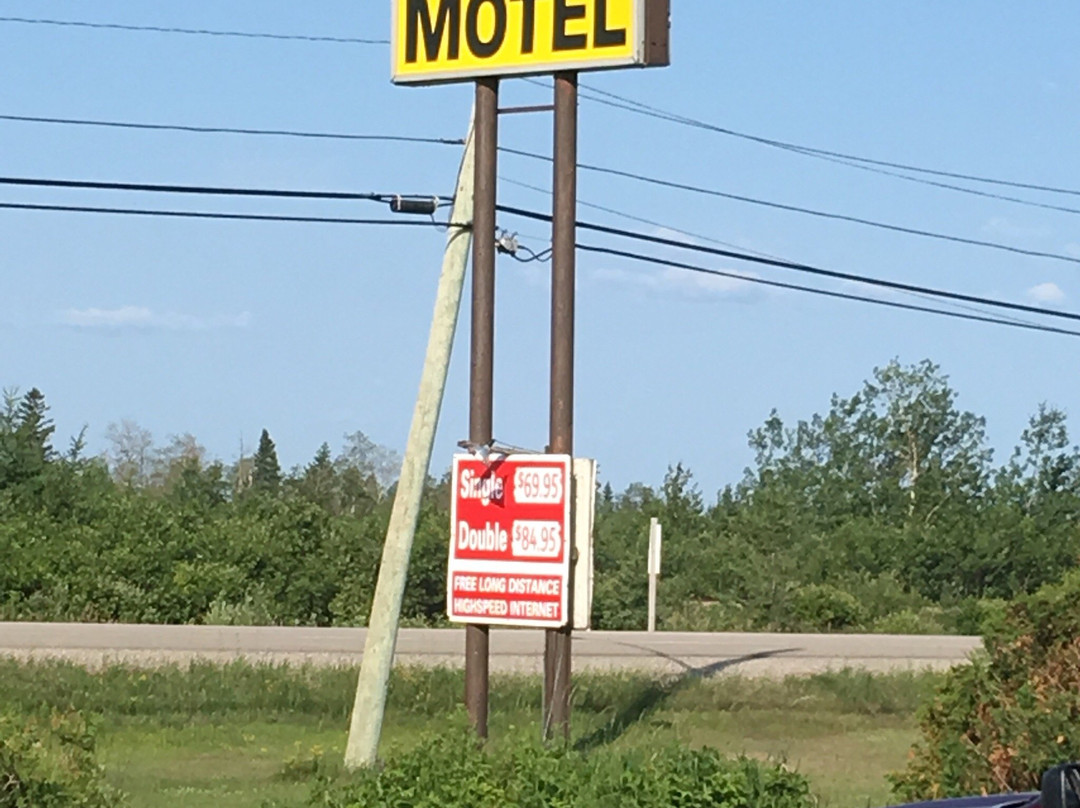 MOTEL
Single $69.95
Double $84.95
FREE LONG DISTANCE
HIGHSPEED INTERNET